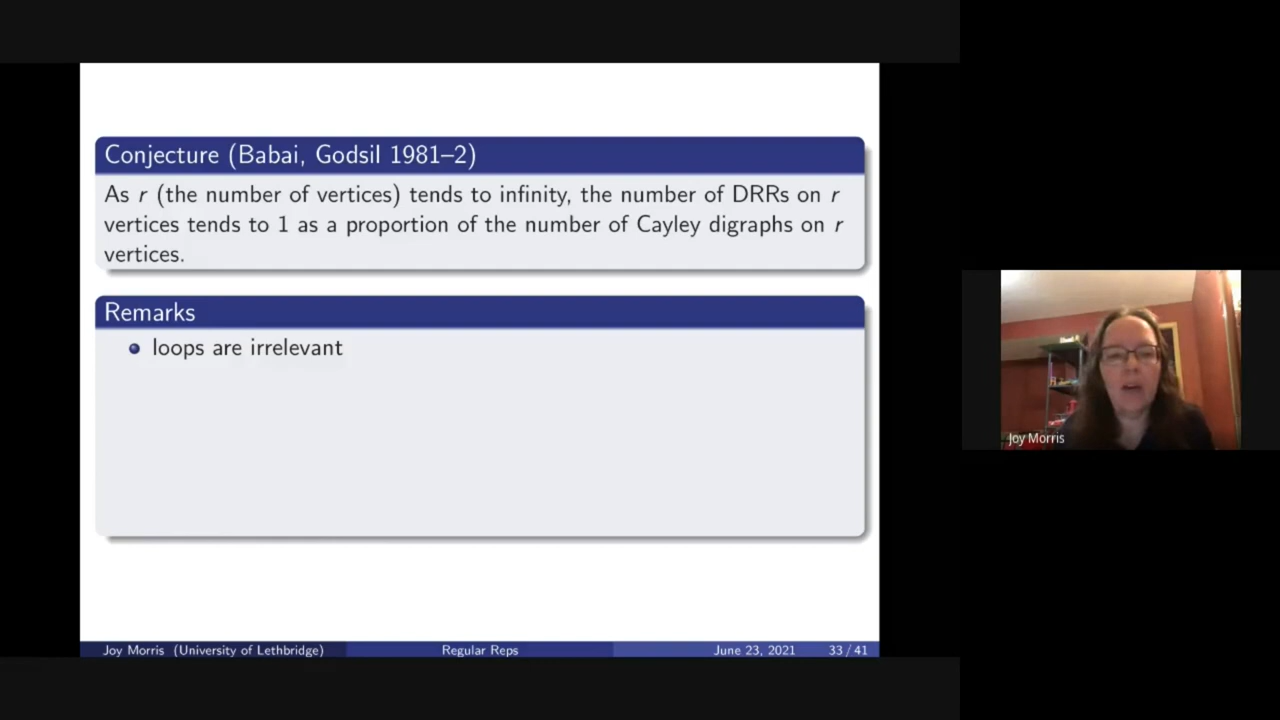 Conjecture (Babai, Godsil 1981–2)
As r (the number of vertices) tends to infinity, the number of DRRs on r
vertices tends to 1 as a proportion of the number of Cayley digraphs on r
vertices.
Remarks
loops are irrelevant
Joy Morris
Joy Morris (University of Lethbridge) Regular Reps June 23, 2021 33 / 41